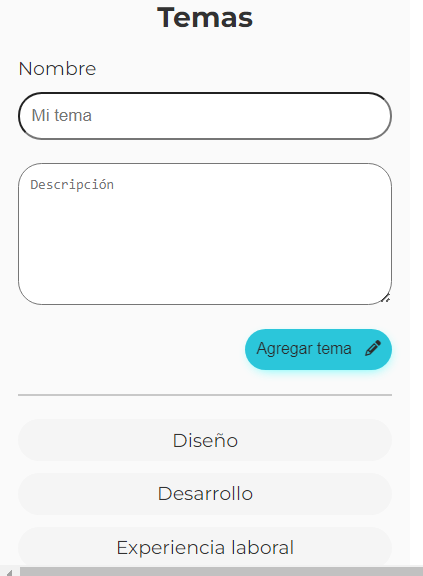 Temas
Nombre
Mi tema
Descripción
Agregar tema
Diseño
Desarrollo
Experiencia laboral